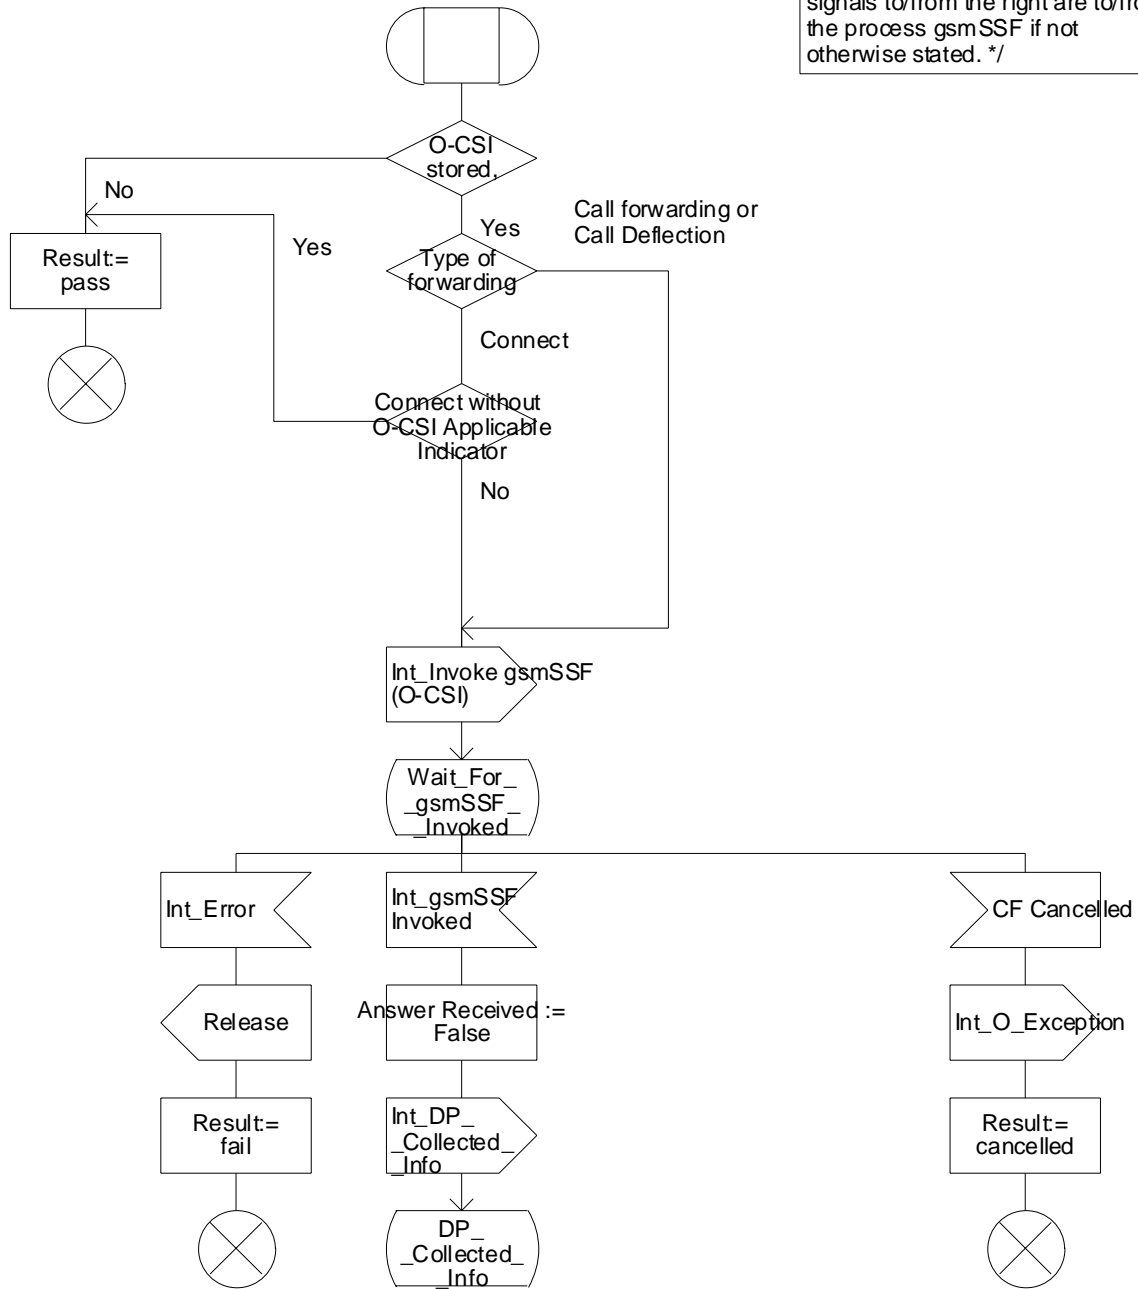 signals to/from the right are to/fro
the process gsmSSF if not
otherwise stated. */
O-CSI
stored,
No
Yes
Call forwarding or
Call Deflection
Result:=
pass
Yes
Type of
forwarding
Connect
Connect without
O-CSI Applicable
Indicator
No
Int_Invoke gsmSSF
(O-CSI)
Wait_For_
_gsmSSF_
_Invoked
Int_Error
Int_gsmSSF
Invoked
CF Cancelled
Release
Answer Received :=
False
Int_O_Exception
Result:=
fail
Int_DP_
_Collected_
_Info
Result:=
cancelled
DP_
_Collected_
_Info